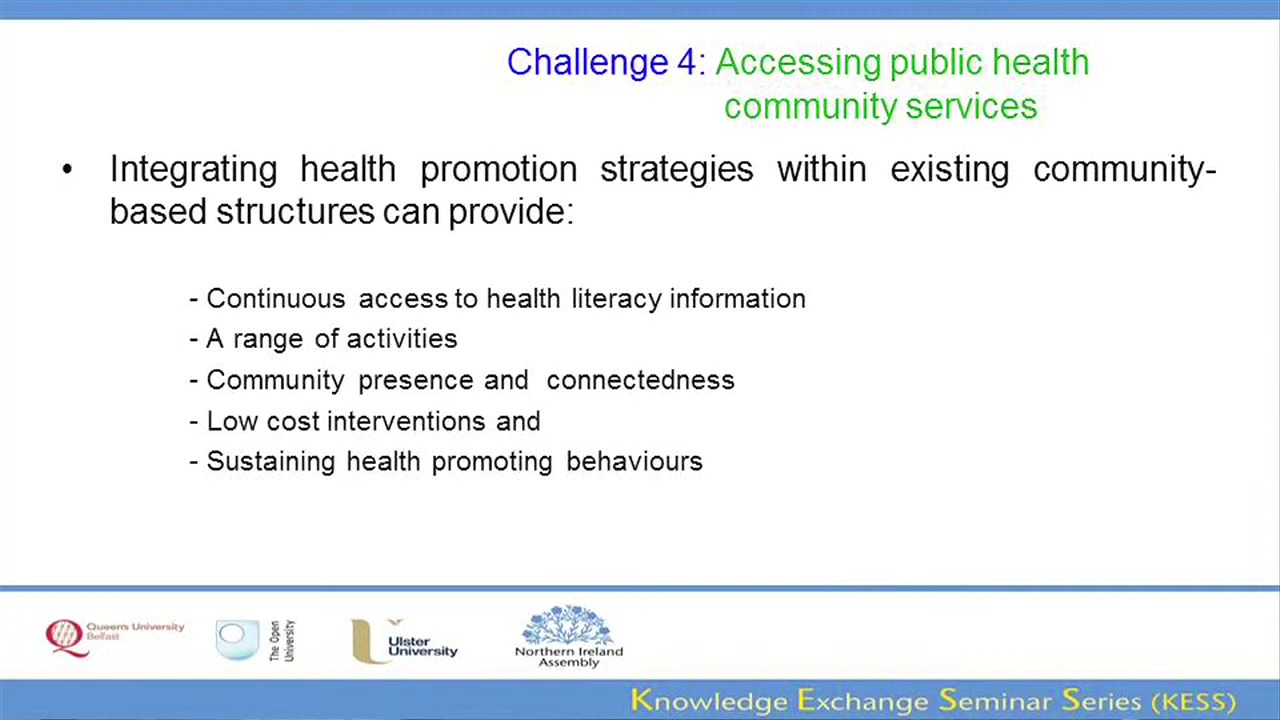 Challenge 4: Accessing public health
community services
• Integrating health promotion strategies within existing community-
based structures can provide:
- Continuous access to health literacy information
- A range of activities
- Community presence and connectedness
- Low cost interventions and
- Sustaining health promoting behaviours
Queen's University
Belfast
The Open
University
Ulster
University
Northern Ireland
Assembly
Knowledge Exchange Seminar Series (KESS)